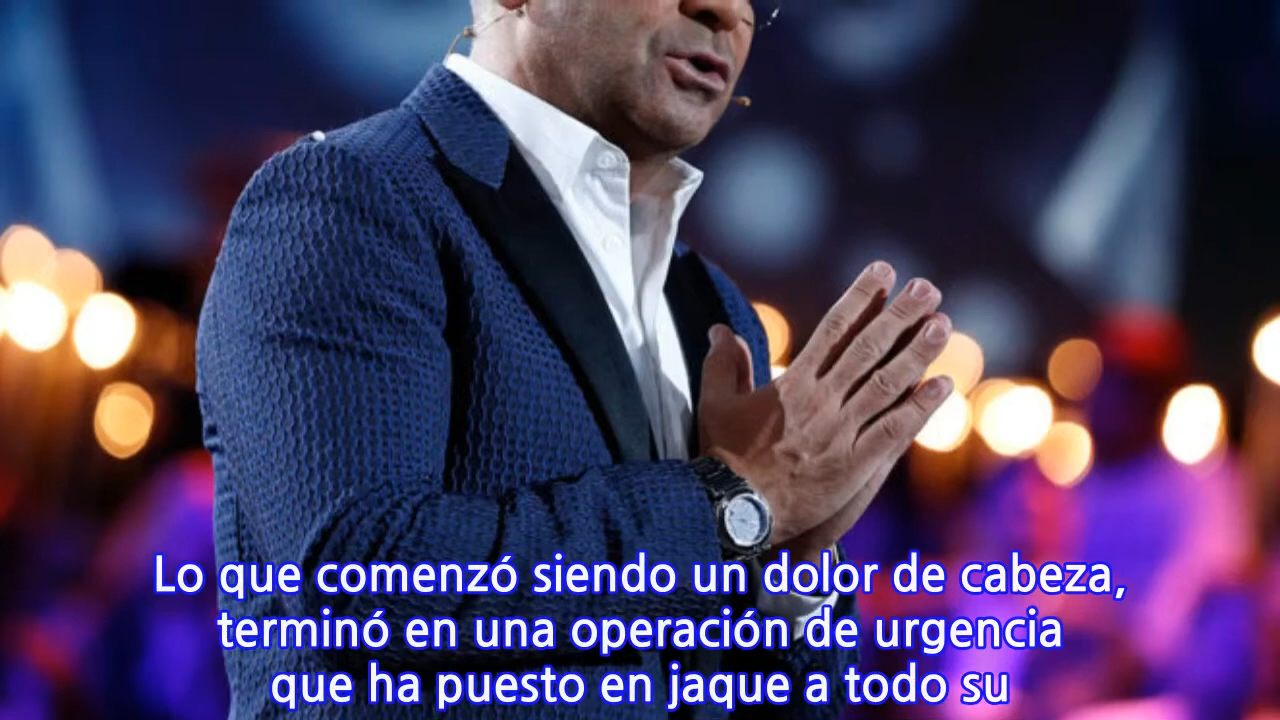 Lo que comenzó siendo un dolor de cabeza,
terminó en una operación de urgencia
que ha puesto en jaque a todo su